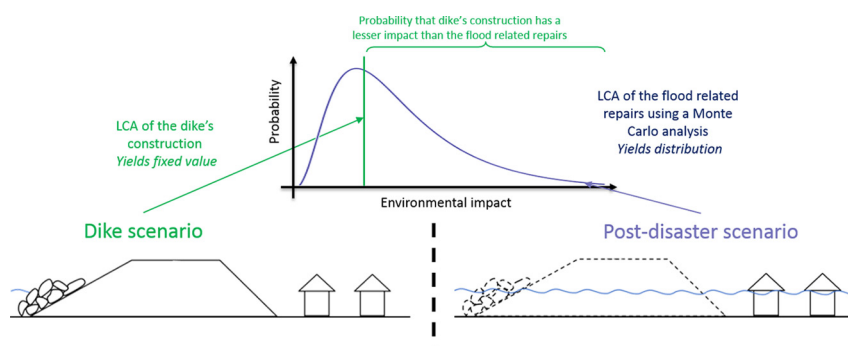 Probability that dike's construction has a
lesser impact than the flood related repairs
Probability
LCA of the dike's
construction
Yields fixed value
LCA of the flood related
repairs using a Monte
Carlo analysis
Yields distribution
Environmental impact
Dike scenario
Post-disaster scenario